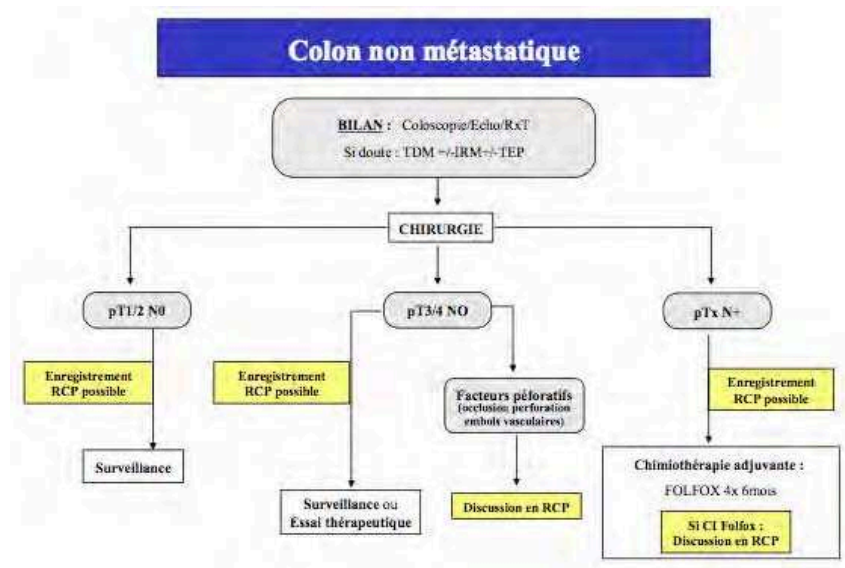 Colon non métastatique
BILAN : Coloscopie/Echo/RxT
Si doute : TDM +/-IRM+/-TEP
CHIRURGIE
pT1/2 N0
pT3/4 NO
pTx N+
Enregistrement
RCP possible
Enregistrement
RCP possible
Enregistrement
RCP possible
Facteurs péjoratifs
(occlusion perforation
embols vasculaires)
Surveillance
Surveillance ou
Essai thérapeutique
Discussion en RCP
Chimiothérapie adjuvante :
FOLFOX 4x 6mois
Si CI Folfox :
Discussion en RCP